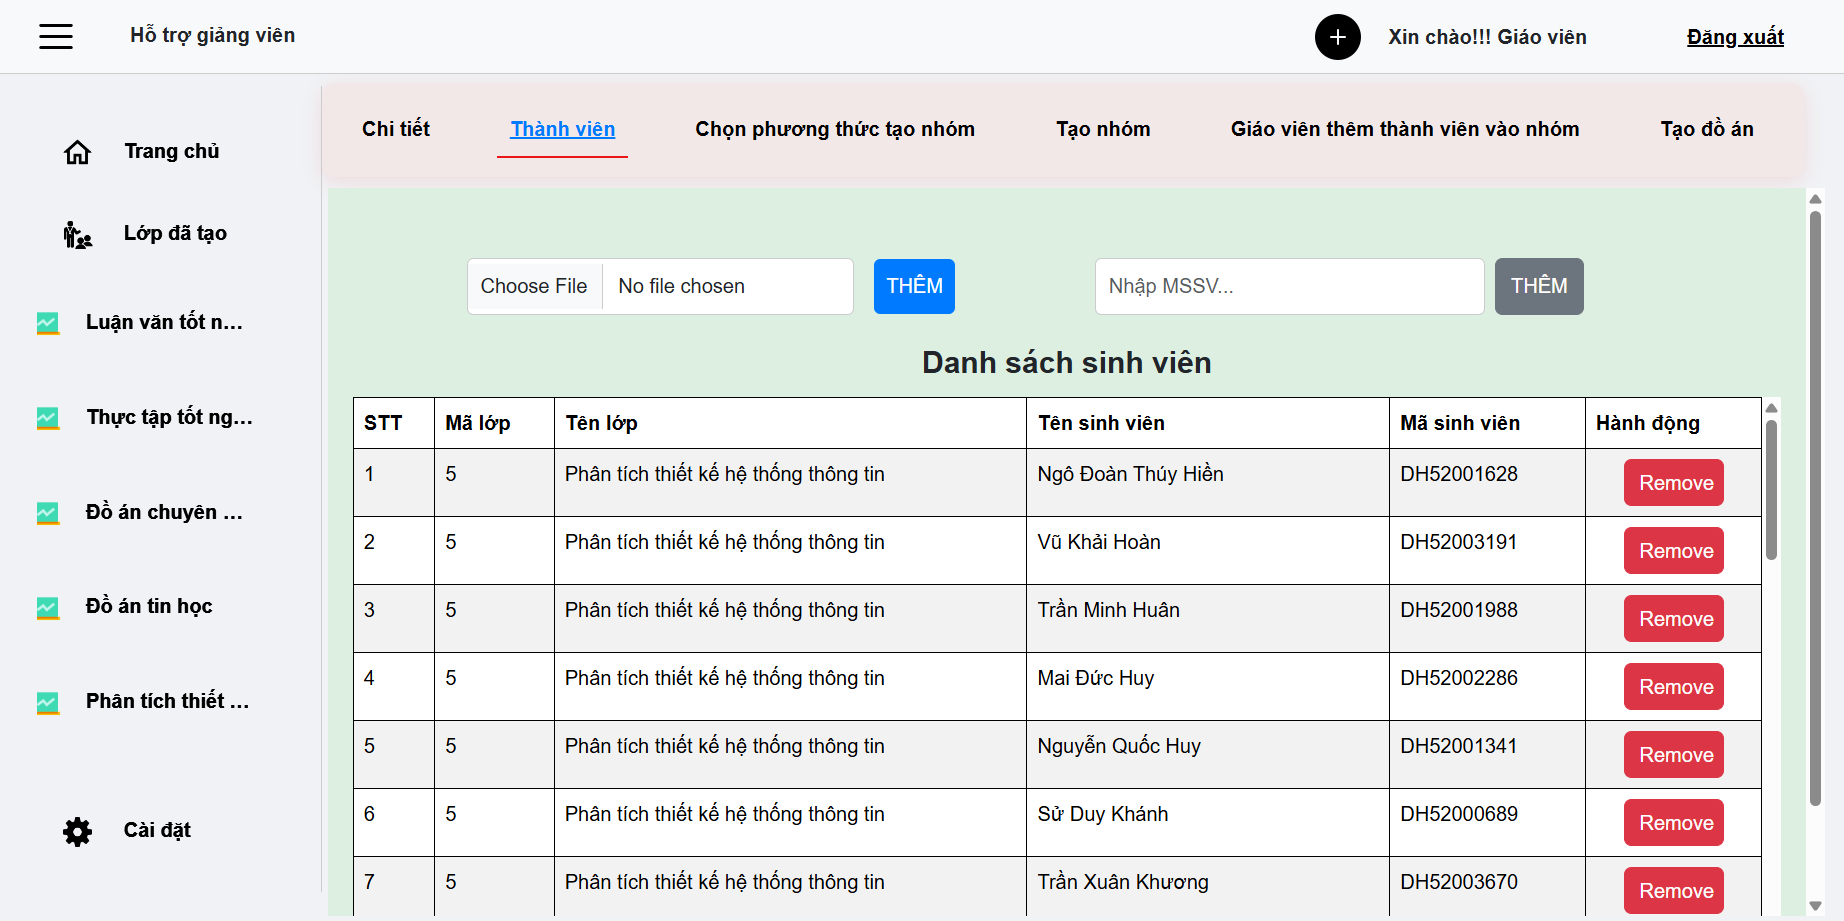 Hỗ trợ giảng viên
Xin chào!!! Giáo viên
Đăng xuất
Trang chủ
Lớp đã tạo
Luận văn tốt n...
Thực tập tốt ng...
Đồ án chuyên ...
Đồ án tin học
Phân tích thiết ...
Cài đặt
Chi tiết Thành viên Chọn phương thức tạo nhóm Tạo nhóm Giáo viên thêm thành viên vào nhóm Tạo đồ án
Choose File No file chosen THÊM Nhập MSSV... THÊM
Danh sách sinh viên
STT Mã lớp Tên lớp Tên sinh viên Mã sinh viên Hành động
1 5 Phân tích thiết kế hệ thống thông tin Ngô Đoàn Thúy Hiền DH52001628 Remove
2 5 Phân tích thiết kế hệ thống thông tin Vũ Khải Hoàn DH52003191 Remove
3 5 Phân tích thiết kế hệ thống thông tin Trần Minh Huân DH52001988 Remove
4 5 Phân tích thiết kế hệ thống thông tin Mai Đức Huy DH52002286 Remove
5 5 Phân tích thiết kế hệ thống thông tin Nguyễn Quốc Huy DH52001341 Remove
6 5 Phân tích thiết kế hệ thống thông tin Sử Duy Khánh DH52000689 Remove
7 5 Phân tích thiết kế hệ thống thông tin Trần Xuân Khương DH52003670 Remove